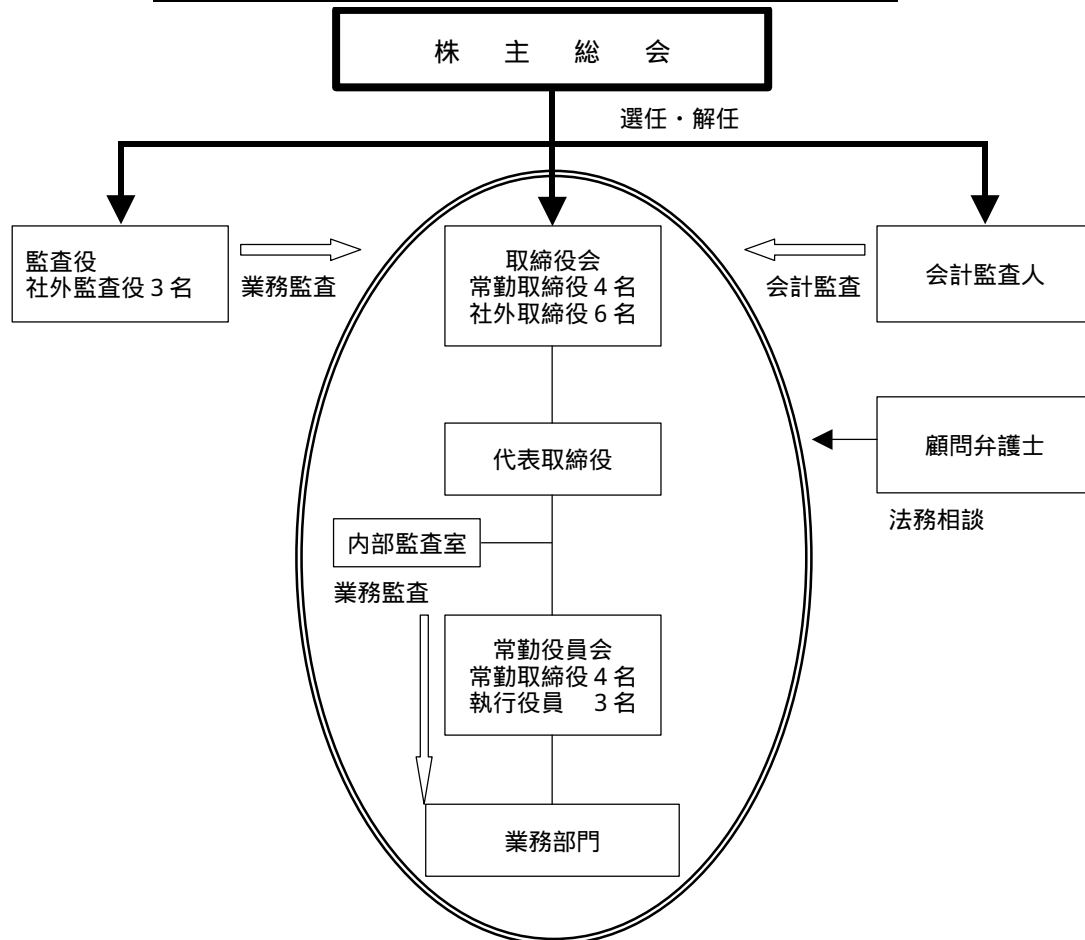 株 主 総 会
選任・解任
監査役
社外監査役3名
業務監査
取締役会
常勤取締役4名
社外取締役6名
会計監査
会計監査人
代表取締役
顧問弁護士
法務相談
内部監査室
業務監査
常勤役員会
常勤取締役4名
執行役員 3名
業務部門